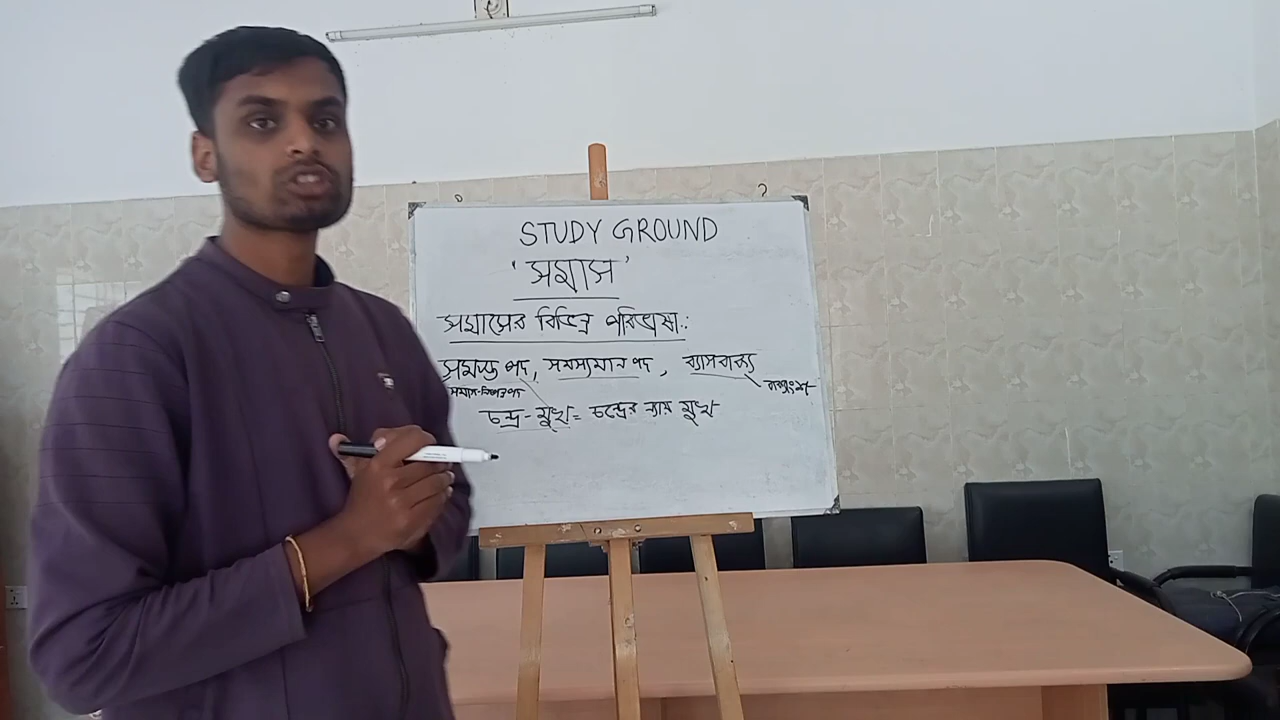 STUDY GROUND
'সমাস'
সমাসের বিভিন্ন পরিভাষা::
সমস্ত পদ, সমস্যমান পদ, ব্যাসবাক্য
চন্দ্র-মুখ = চন্দ্রের ন্যায় মুখ